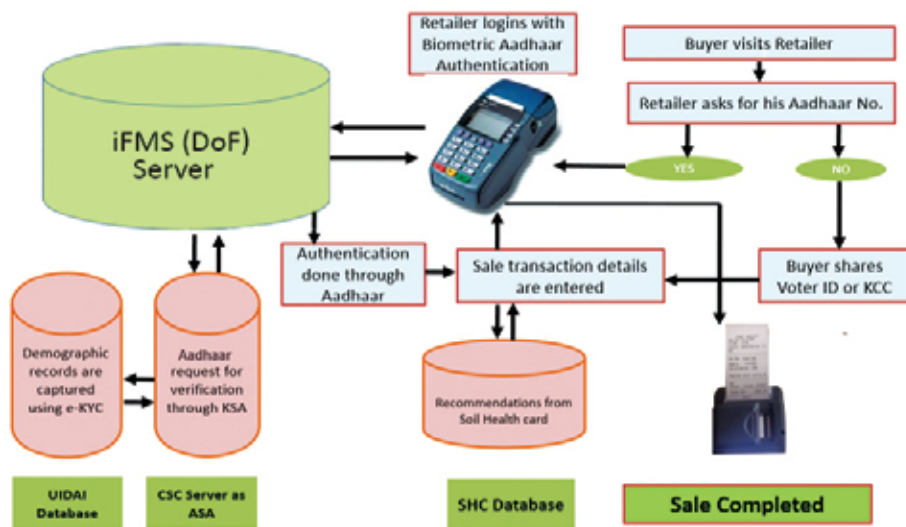 Retailer logins with
Biometric Aadhaar
Authentication
Buyer visits Retailer
Retailer asks for his Aadhaar No.
iFMS (DoF)
Server
YES
NO
Authentication
done through
Aadhaar
Sale transaction details
are entered
Buyer shares
Voter ID or KCC
Demographic
records are
captured
using e-KYC
Aadhaar
request for
verification
through KSA
Recommendations from
Soil Health card
UIDAI
Database
CSC Server as
ASA
SHC Database
Sale Completed